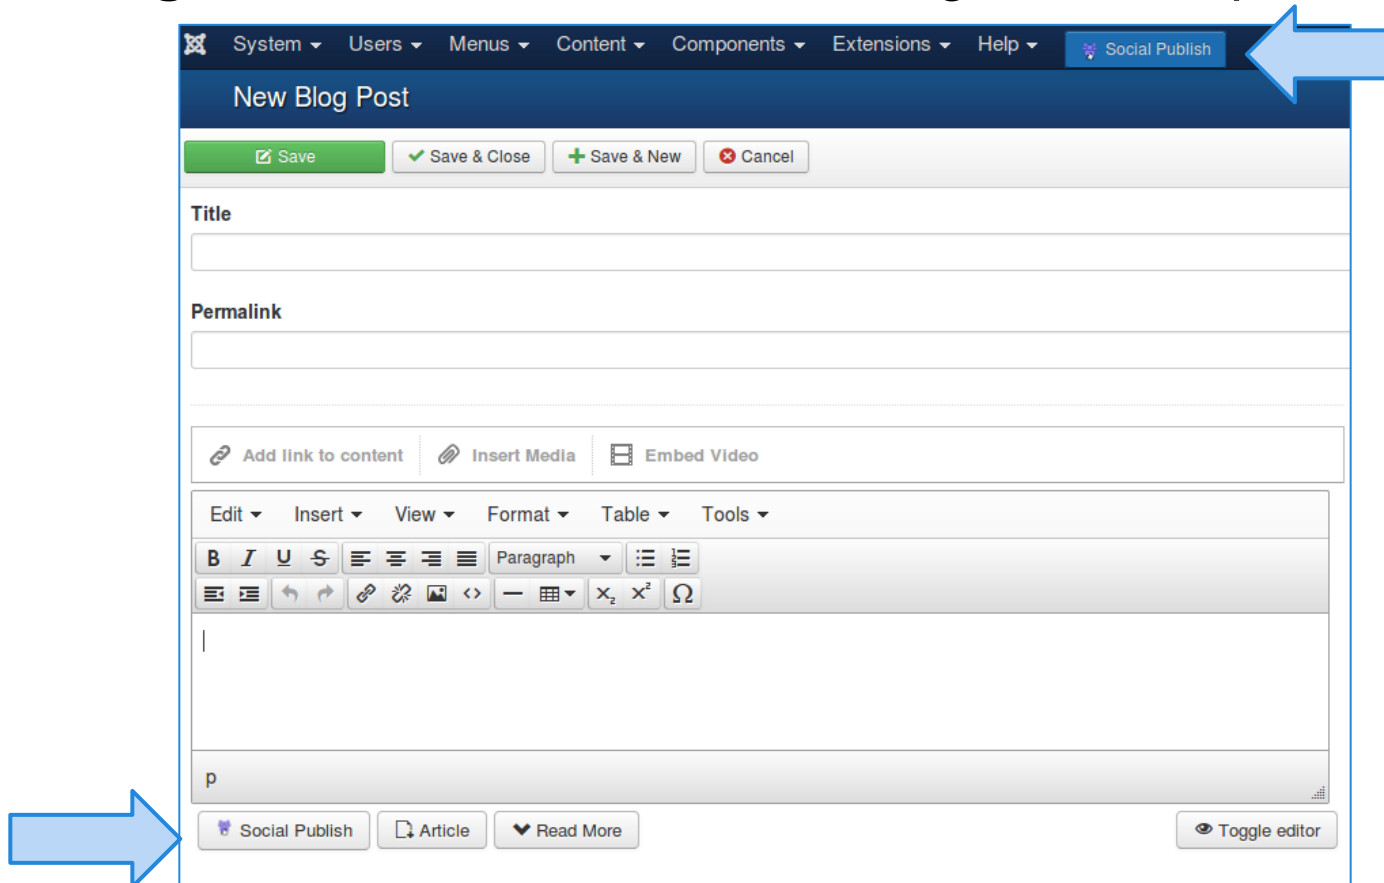 System Users Menus Content Components Extensions Help Social Publish
New Blog Post
Save Save & Close Save & New Cancel
Title
Permalink
Add link to content Insert Media Embed Video
Edit Insert View Format Table Tools
B I U S Paragraph
X₂ X² Ω
p
Social Publish Article Read More Toggle editor